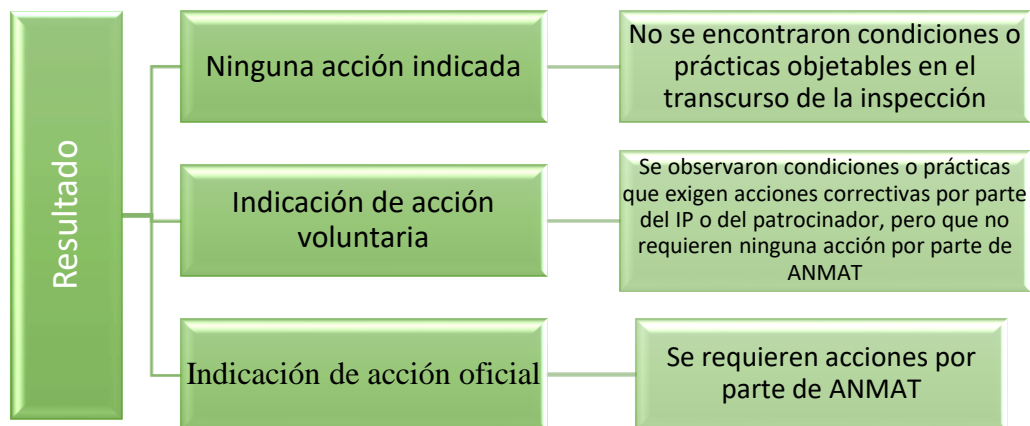 Resultado
Ninguna acción indicada
No se encontraron condiciones o
prácticas objetables en el
transcurso de la inspección
Indicación de acción
voluntaria
Se observaron condiciones o prácticas
que exigen acciones correctivas por parte
del IP o del patrocinador, pero que no
requieren ninguna acción por parte de
ANMAT
Indicación de acción oficial
Se requieren acciones por
parte de ANMAT